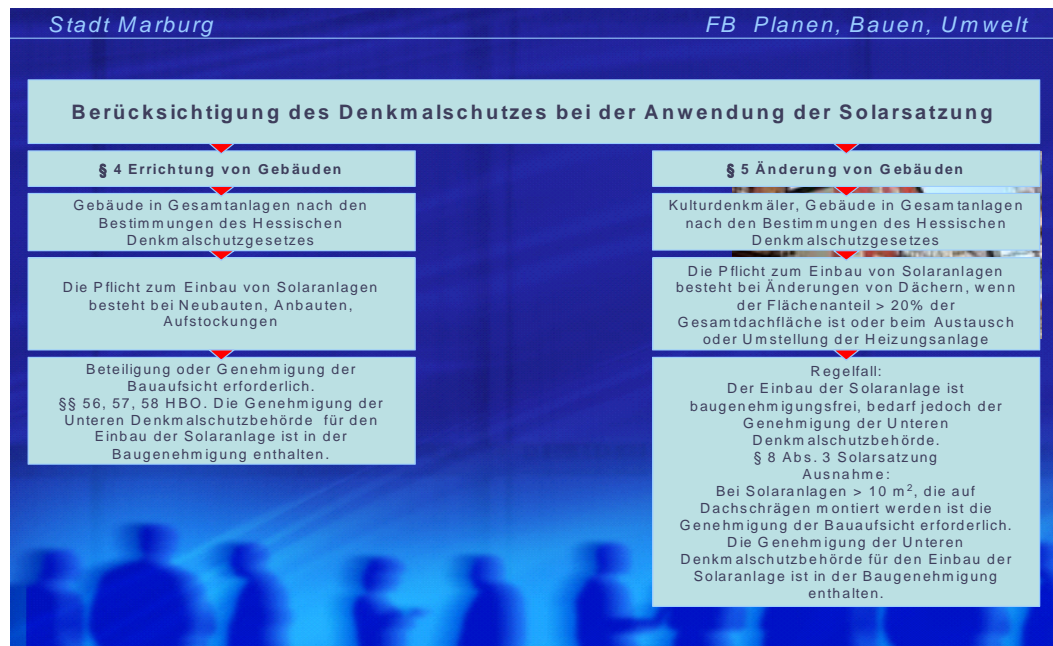 Stadt Marburg
FB Planen, Bauen, Umwelt
Berücksichtigung des Denkmalschutzes bei der Anwendung der Solarsatzung
§ 4 Errichtung von Gebäuden
Gebäude in Gesamtanlagen nach den
Bestimmungen des Hessischen
Denkmalschutzgesetzes
Die Pflicht zum Einbau von Solaranlagen
besteht bei Neubauten, Anbauten,
Aufstockungen
Beteiligung oder Genehmigung der
Bauaufsicht erforderlich.
§§ 56, 57, 58 HBO. Die Genehmigung der
Unteren Denkmalschutzbehörde für den
Einbau der Solaranlage ist in der
Baugenehmigung enthalten.
§ 5 Änderung von Gebäuden
Kulturdenkmäler, Gebäude in Gesamtanlagen
nach den Bestimmungen des Hessischen
Denkmalschutzgesetzes
Die Pflicht zum Einbau von Solaranlagen
besteht bei Änderungen von Dächern, wenn
der Flächenanteil > 20% der
Gesamtdachfläche ist oder beim Austausch
oder Umstellung der Heizungsanlage
Regelfall:
Der Einbau der Solaranlage ist
baugenehmigungsfrei, bedarf jedoch der
Genehmigung der Unteren
Denkmalschutzbehörde.
§ 8 Abs. 3 Solarsatzung
Ausnahme:
Bei Solaranlagen > 10 m², die auf
Dachschrägen montiert werden ist die
Genehmigung der Bauaufsicht erforderlich.
Die Genehmigung der Unteren
Denkmalschutzbehörde für den Einbau der
Solaranlage ist in der Baugenehmigung
enthalten.